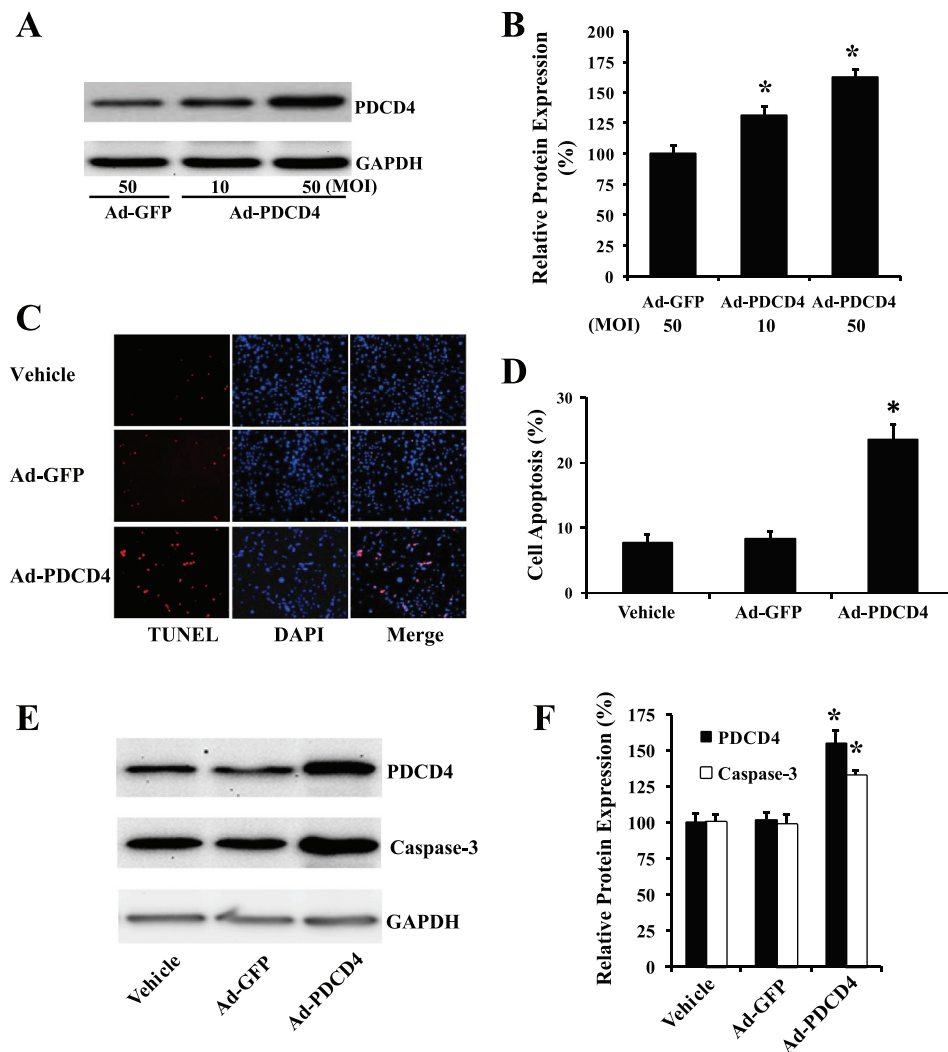 A
PDCD4
GAPDH
50 10 50 (MOI)
Ad-GFP Ad-PDCD4
B
Relative Protein Expression
(%)
200
175
150
125
100
75
50
25
0
* *
Ad-GFP Ad-PDCD4 Ad-PDCD4
(MOI) 50 10 50
C
Vehicle
Ad-GFP
Ad-PDCD4
TUNEL DAPI Merge
D
Cell Apoptosis (%)
30
20
10
0
*
Vehicle Ad-GFP Ad-PDCD4
E
PDCD4
Caspase-3
GAPDH
Vehicle Ad-GFP Ad-PDCD4
F
Relative Protein Expression (%)
175
150
125
100
75
50
25
0
PDCD4
Caspase-3
* *
Vehicle Ad-GFP Ad-PDCD4